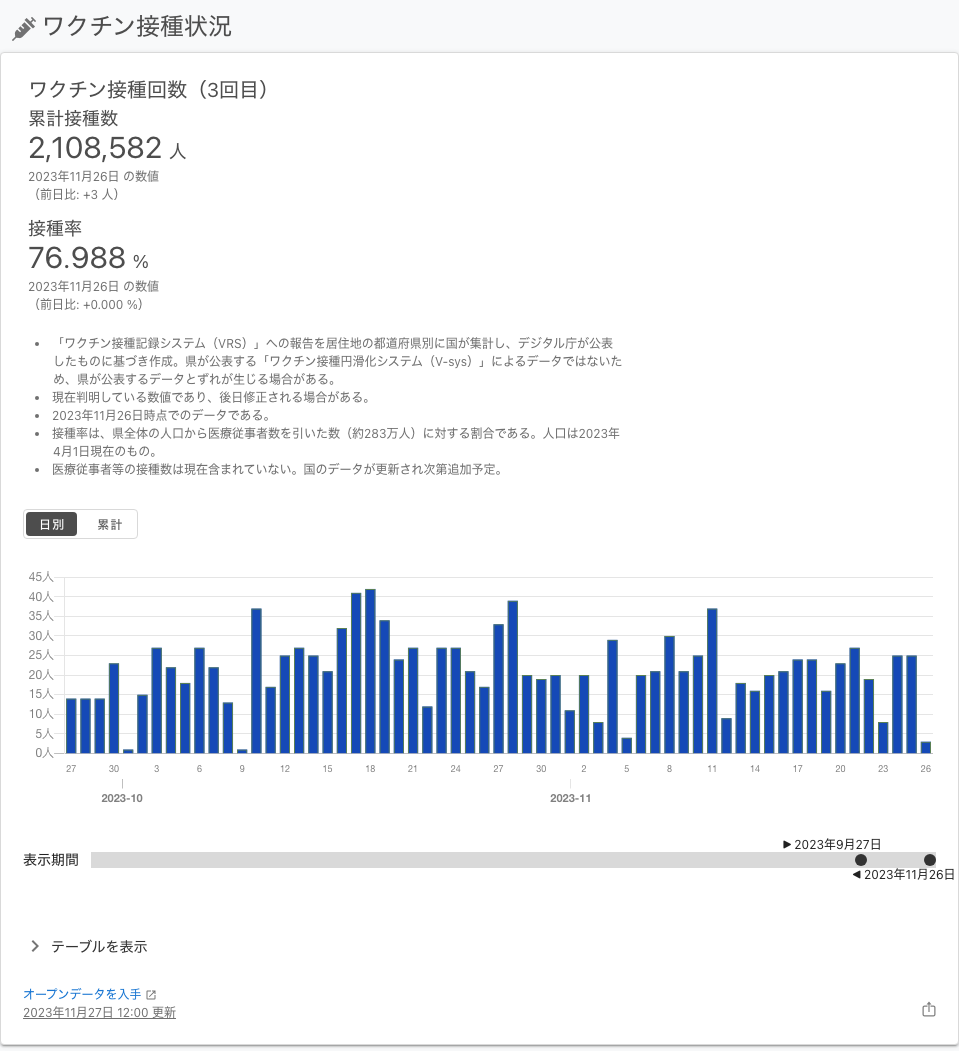 ワクチン接種状況
ワクチン接種回数（3回目）
累計接種数
2,108,582 人
2023年11月26日 の数値
（前日比: +3 人）
接種率
76.988 %
2023年11月26日 の数値
（前日比: +0.000 %）
• 「ワクチン接種記録システム（VRS）」への報告を居住地の都道府県別に国が集計し、デジタル庁が公表
したものに基づき作成。県が公表する「ワクチン接種円滑化システム（V-sys）」によるデータではないた
め、県が公表するデータとずれが生じる場合がある。
• 現在判明している数値であり、後日修正される場合がある。
• 2023年11月26日時点でのデータである。
• 接種率は、県全体の人口から医療従事者数を引いた数（約283万人）に対する割合である。人口は2023年
4月1日現在のもの。
• 医療従事者等の接種数は現在含まれていない。国のデータが更新され次第追加予定。
日別 累計
45人
40人
35人
30人
25人
20人
15人
10人
5人
0人
27 30 3 6 9 12 15 18 21 24 27 30 2 5 8 11 14 17 20 23 26
2023-10 2023-11
▶ 2023年9月27日
表示期間
◀ 2023年11月26日
テーブルを表示
オープンデータを入手
2023年11月27日 12:00 更新